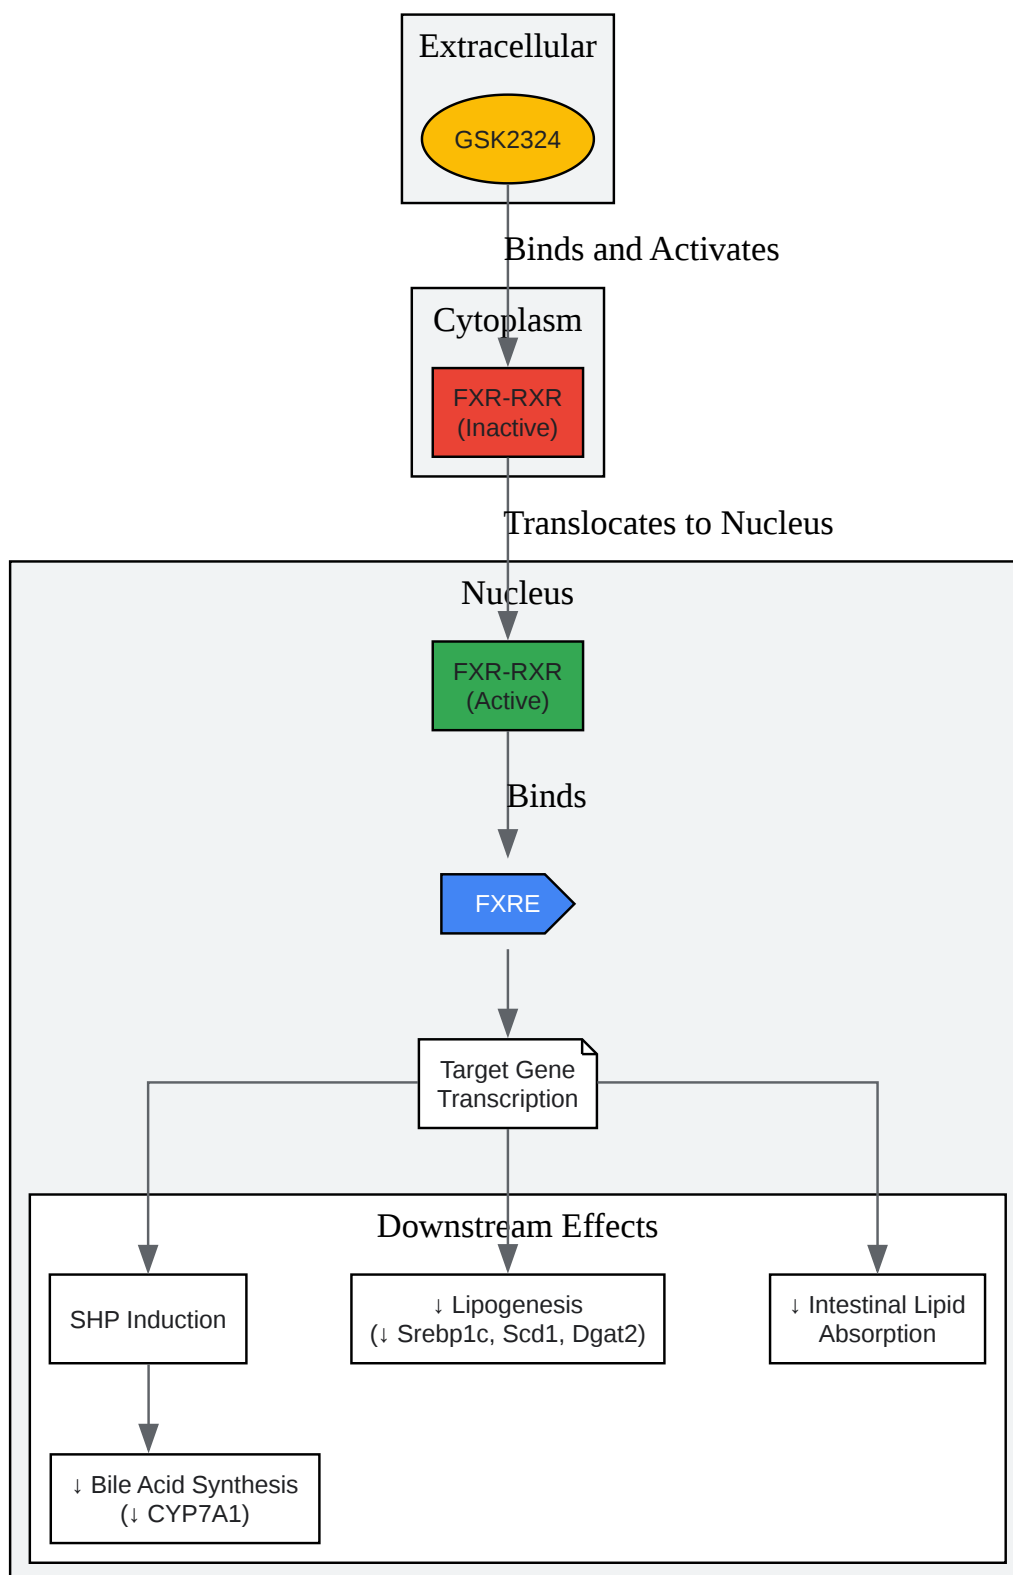 Extracellular
GSK2324
Binds and Activates
Cytoplasm
FXR-RXR
(Inactive)
Translocates to Nucleus
Nucleus
FXR-RXR
(Active)
Binds
FXRE
Target Gene
Transcription
Downstream Effects
SHP Induction
↓ Lipogenesis
(↓ Srebp1c, Scd1, Dgat2)
↓ Intestinal Lipid
Absorption
↓ Bile Acid Synthesis
(↓ CYP7A1)